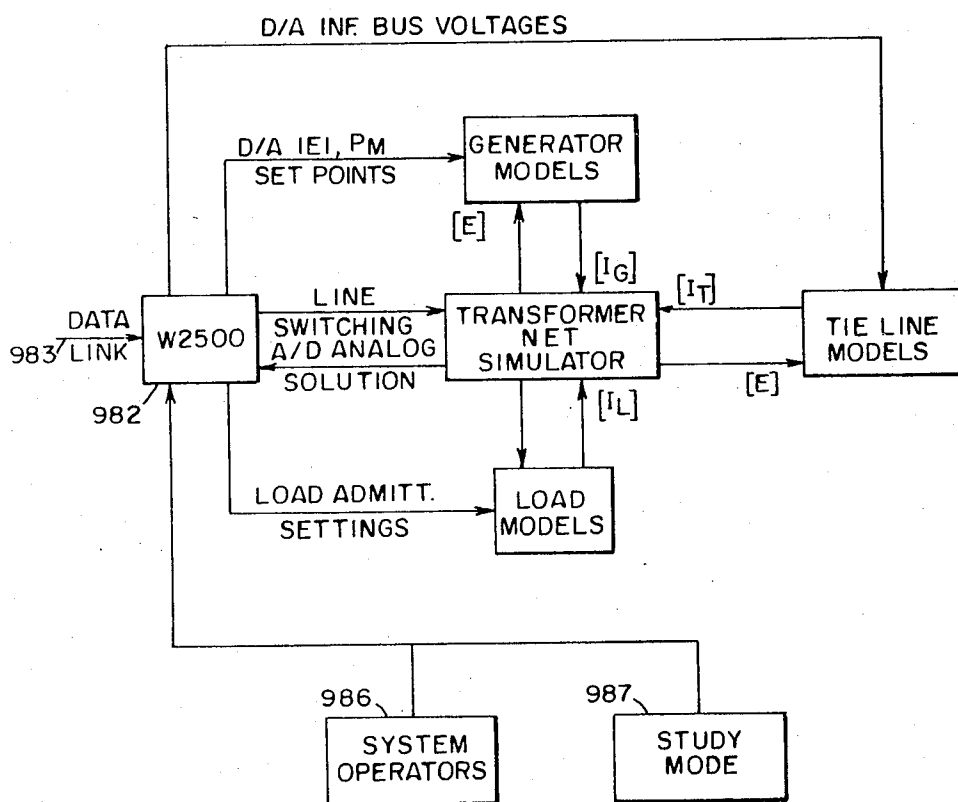 D/A INF. BUS VOLTAGES
D/A |E|, PM
SET POINTS
GENERATOR
MODELS
[E]
[IG]
[IT]
DATA
983
LINK
W2500
982
LINE
SWITCHING
A/D ANALOG
SOLUTION
TRANSFORMER
NET
SIMULATOR
TIE LINE
MODELS
[E]
[IL]
LOAD ADMITT.
SETTINGS
LOAD
MODELS
986
SYSTEM
OPERATORS
987
STUDY
MODE